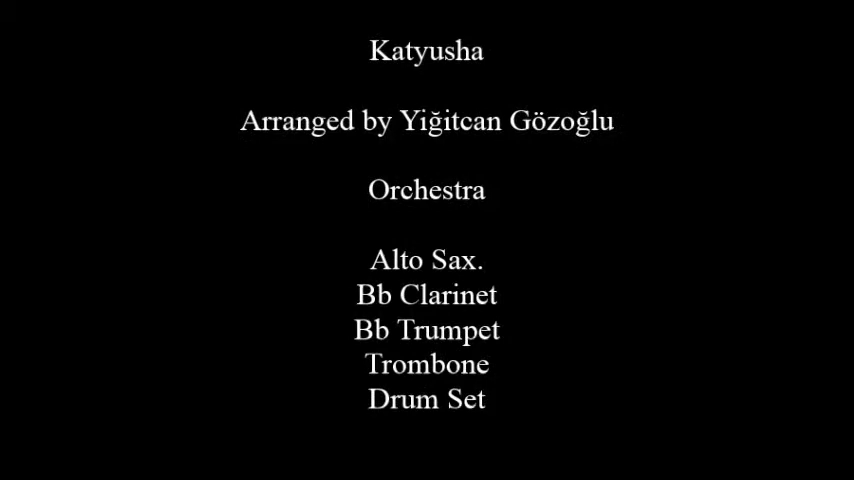 Katyusha
Arranged by Yiğitcan Gözoğlu
Orchestra
Alto Sax.
Bb Clarinet
Bb Trumpet
Trombone
Drum Set